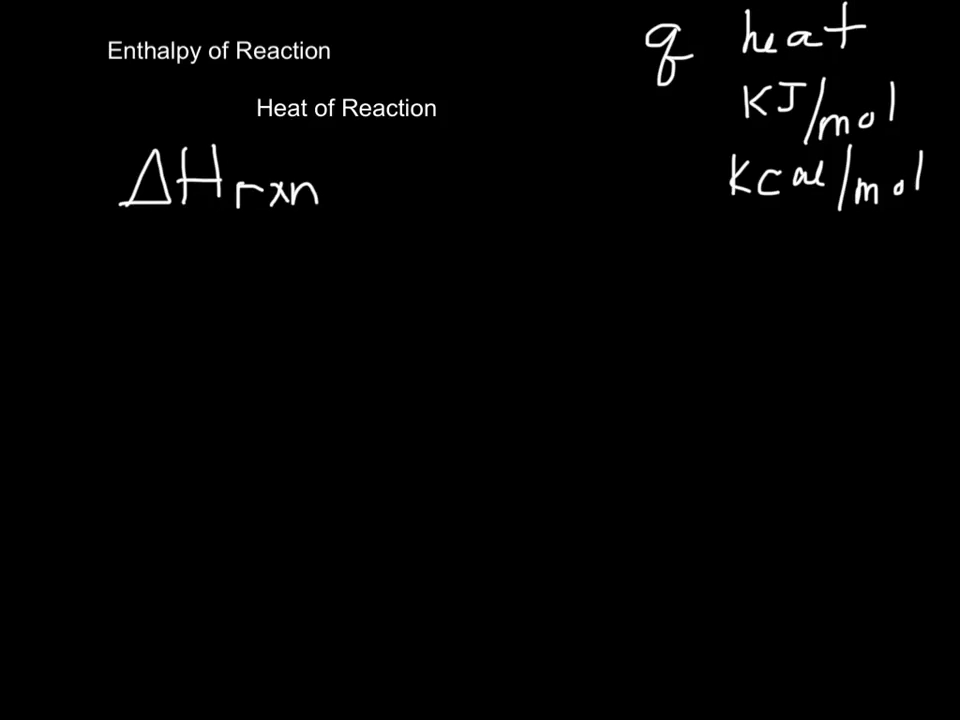 Enthalpy of Reaction
Heat of Reaction
ΔHrxn
q heat
KJ/mol
Kcal/mol